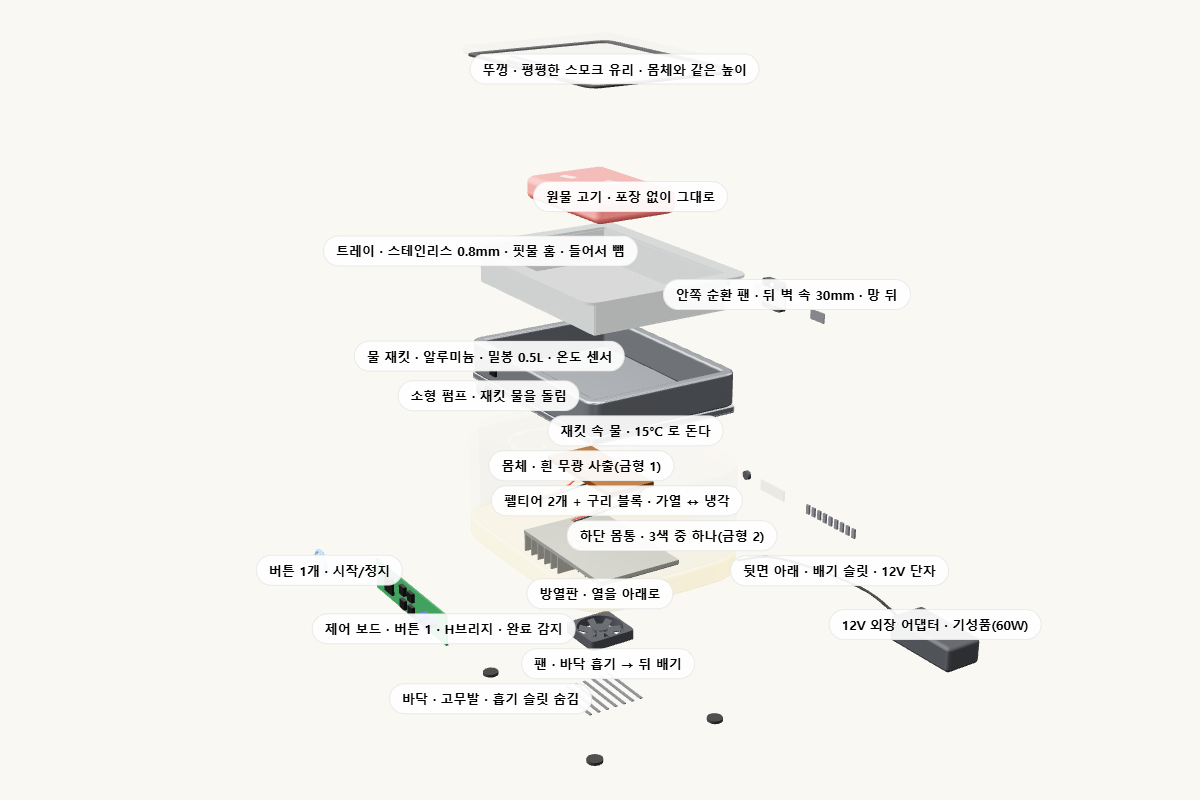 뚜껑 · 평평한 스모크 유리 · 몸체와 같은 높이
원물 고기 · 포장 없이 그대로
트레이 · 스테인리스 0.8mm · 핏물 홈 · 들어서 뺌
안쪽 순환 팬 · 뒤 벽 속 30mm · 망 뒤
물 재킷 · 알루미늄 · 밀봉 0.5L · 온도 센서
소형 펌프 · 재킷 물을 돌림
재킷 속 물 · 15°C 로 돈다
몸체 · 흰 무광 사출(금형 1)
펠티어 2개 + 구리 블록 · 가열 ↔ 냉각
하단 몸통 · 3색 중 하나(금형 2)
버튼 1개 · 시작/정지
뒷면 아래 · 배기 슬릿 · 12V 단자
방열판 · 열을 아래로
제어 보드 · 버튼 1 · H브리지 · 완료 감지
12V 외장 어댑터 · 기성품(60W)
팬 · 바닥 흡기 → 뒤 배기
바닥 · 고무발 · 흡기 슬릿 숨김